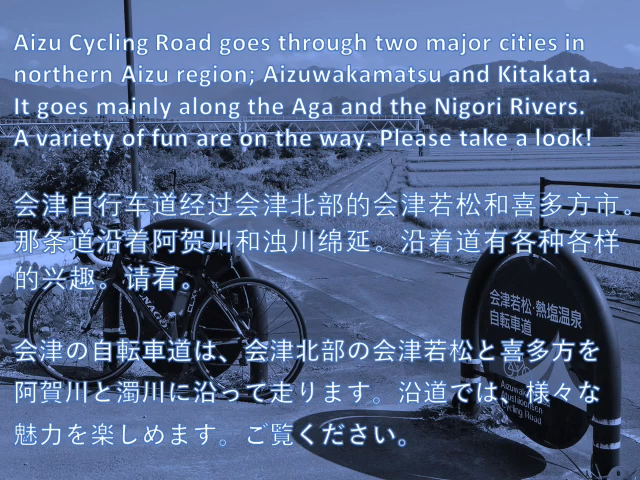 Aizu Cycling Road goes through two major cities in
northern Aizu region; Aizuwakamatsu and Kitakata.
It goes mainly along the Aga and the Nigori Rivers.
A variety of fun are on the way. Please take a look!
会津自行车道经过会津北部的会津若松和喜多方市。
那条道沿着阿贺川和浊川绵延。沿着道有各种各样
的兴趣。请看。
会津の自転車道は、会津北部の会津若松と喜多方を
阿賀川と濁川に沿って走ります。沿道では、様々な
魅力を楽しめます。ご覧ください。
会津若松·熱塩温泉
自転車道
Cycling Road